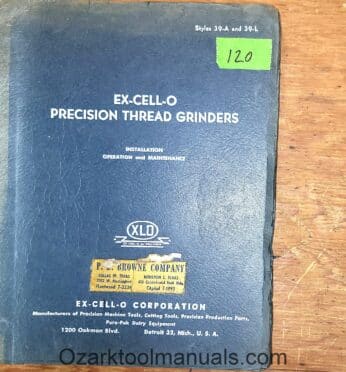 Styles 39-A and 39-L
120
EX-CELL-O
PRECISION THREAD GRINDERS
INSTALLATION
OPERATION and MAINTENANCE
XLO
BROWNE COMPANY
DALLAS
HOUSTON
EX-CELL-O CORPORATION
Manufacturers of Precision Machine Tools, Cutting Tools, Precision Production Parts,
Pure-Pak Dairy Equipment
1200 Oakman Blvd. Detroit 32, Mich., U. S. A.
Ozarktoolmanuals.com